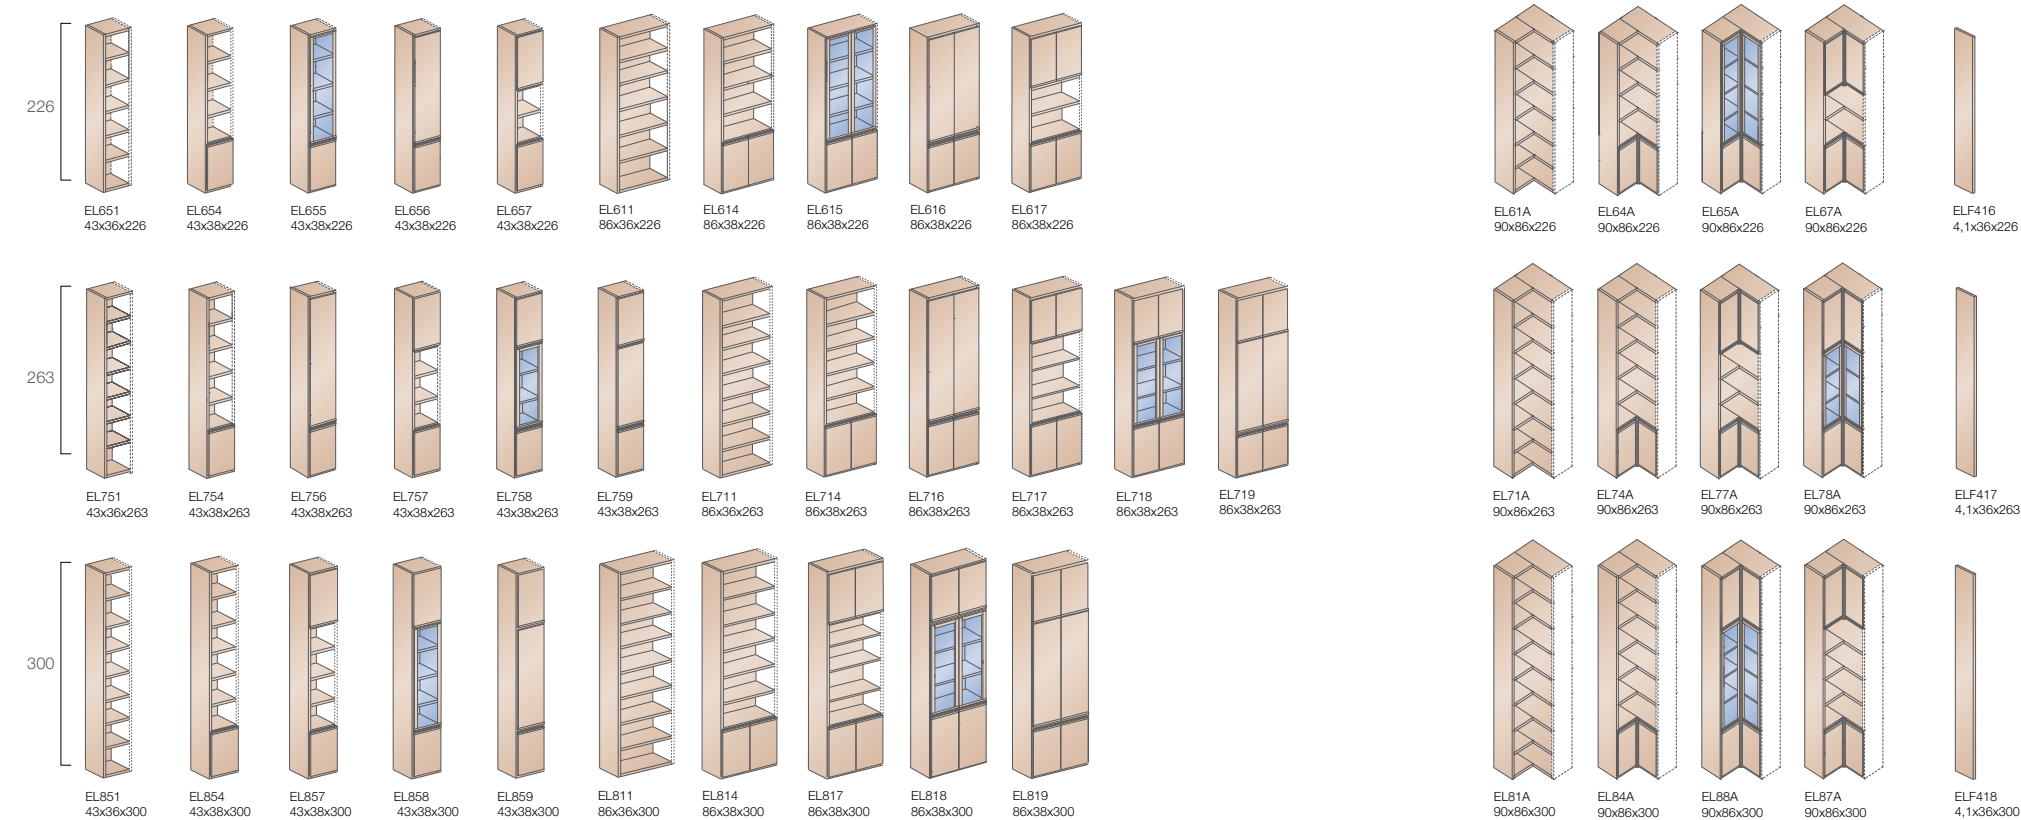 226
EL651
43x36x226
EL654
43x38x226
EL655
43x38x226
EL656
43x38x226
EL657
43x38x226
EL611
86x36x226
EL614
86x38x226
EL615
86x38x226
EL616
86x38x226
EL617
86x38x226
EL61A
90x86x226
EL64A
90x86x226
EL65A
90x86x226
EL67A
90x86x226
ELF416
4,1x36x226
263
EL751
43x36x263
EL754
43x38x263
EL756
43x38x263
EL757
43x38x263
EL758
43x38x263
EL759
43x38x263
EL711
86x36x263
EL714
86x38x263
EL716
86x38x263
EL717
86x38x263
EL718
86x38x263
EL719
86x38x263
EL71A
90x86x263
EL74A
90x86x263
EL77A
90x86x263
EL78A
90x86x263
ELF417
4,1x36x263
300
EL851
43x36x300
EL854
43x38x300
EL857
43x38x300
EL858
43x38x300
EL859
43x38x300
EL811
86x36x300
EL814
86x38x300
EL817
86x38x300
EL818
86x38x300
EL819
86x38x300
EL81A
90x86x300
EL84A
90x86x300
EL88A
90x86x300
EL87A
90x86x300
ELF418
4,1x36x300